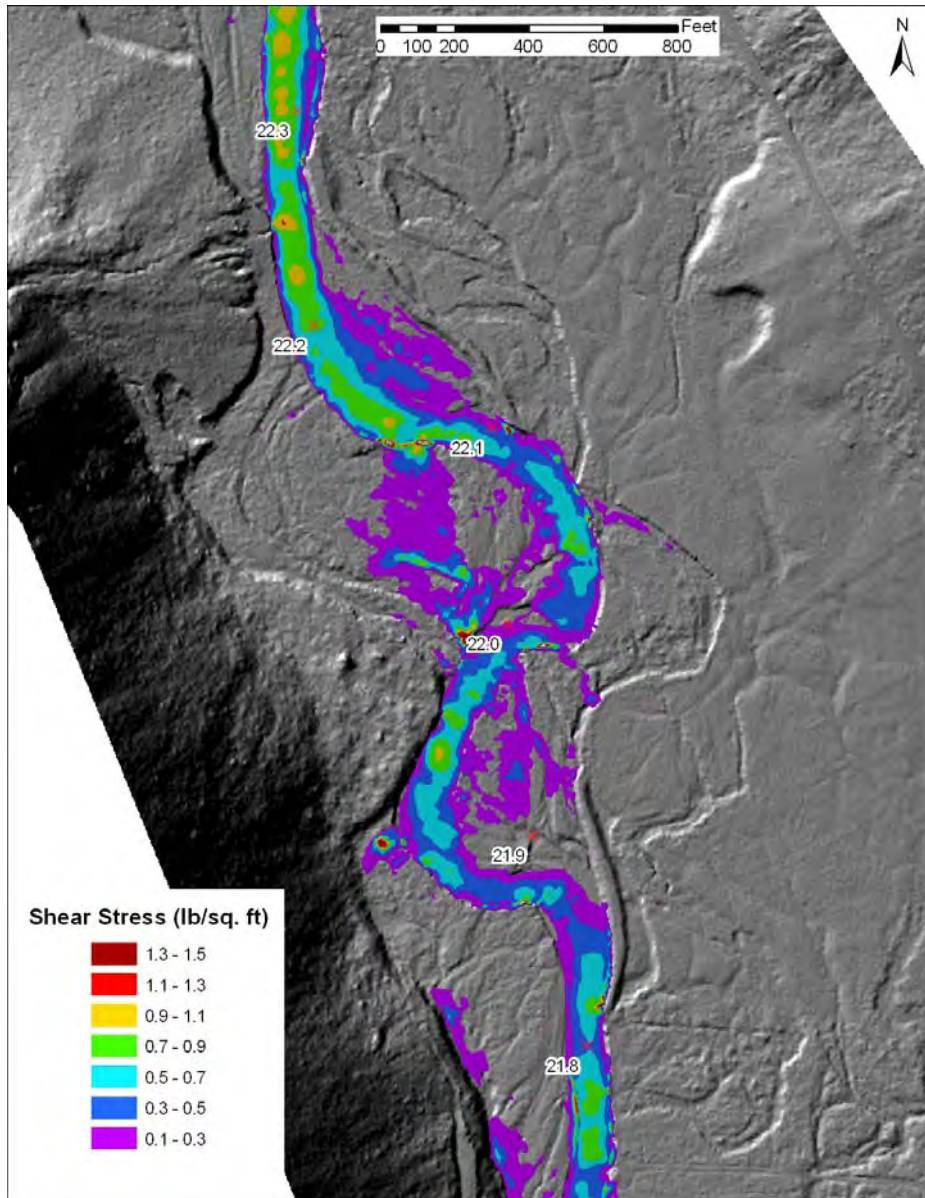 Feet
0 100 200 400 600 800
N
22.3
22.2
22.1
22.0
21.9
21.8
Shear Stress (lb/sq. ft)
1.3 - 1.5
1.1 - 1.3
0.9 - 1.1
0.7 - 0.9
0.5 - 0.7
0.3 - 0.5
0.1 - 0.3